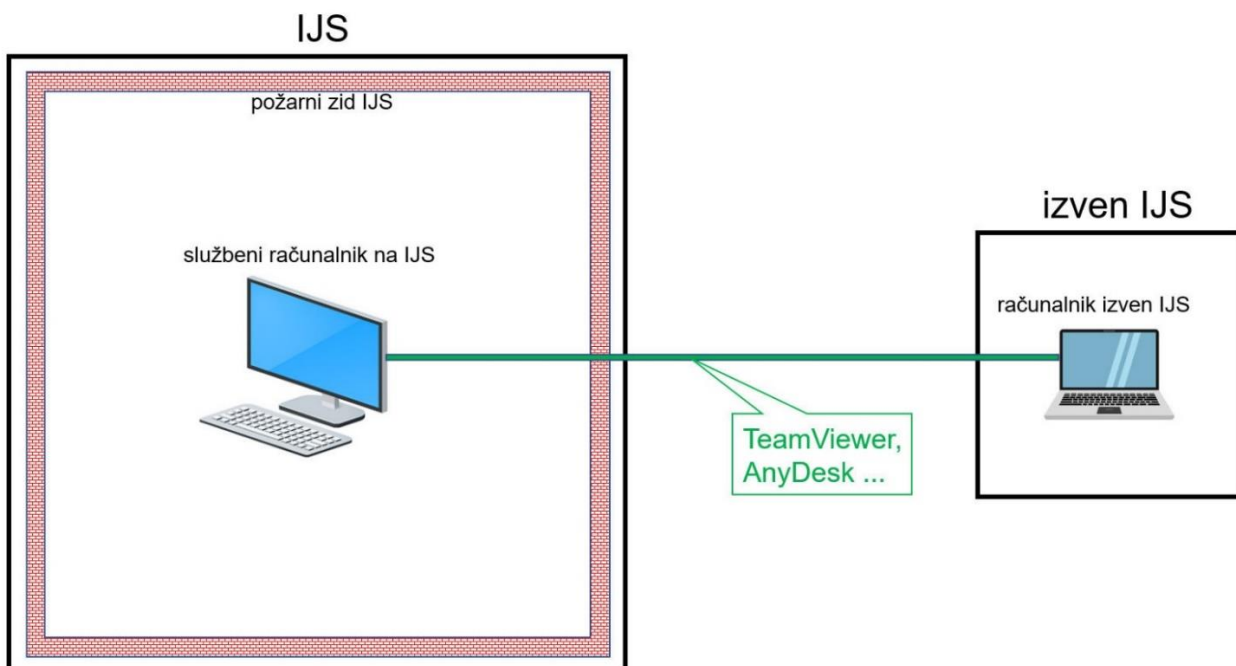 IJS
požarni zid IJS
službeni računalnik na IJS
izven IJS
računalnik izven IJS
TeamViewer,
AnyDesk ...